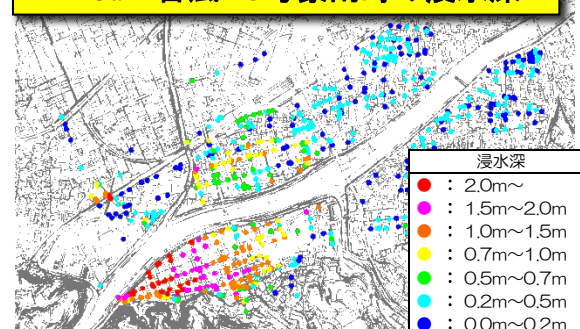 浸水深
： 2.0m～
： 1.5m～2.0m
： 1.0m～1.5m
： 0.7m～1.0m
： 0.5m～0.7m
： 0.2m～0.5m
： 0.0m～0.2m